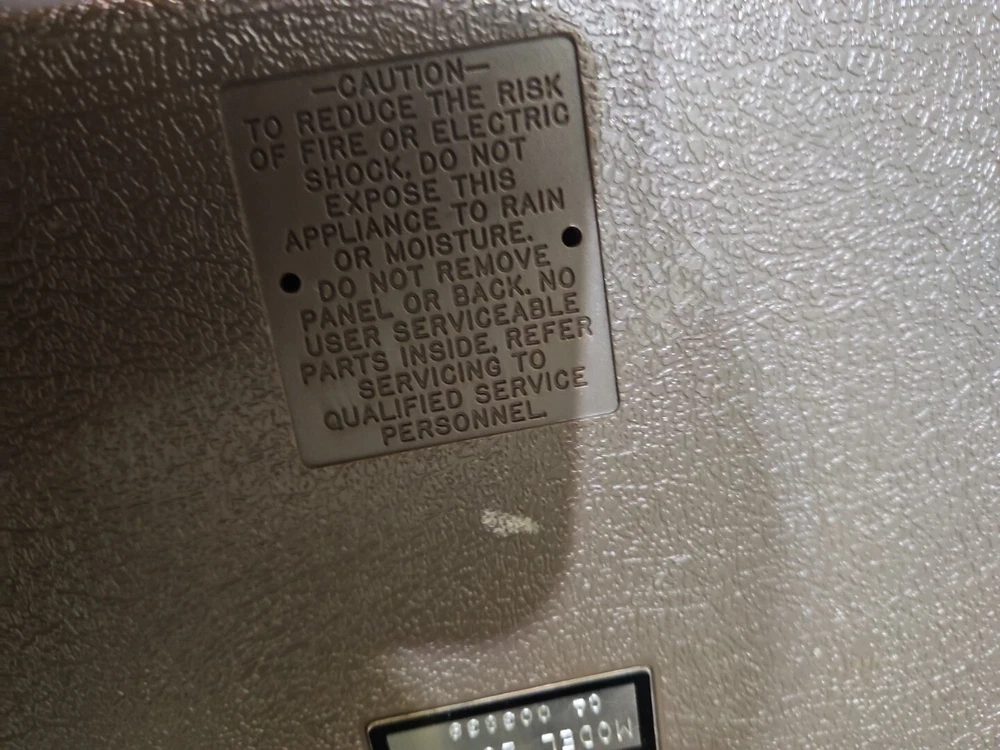 —CAUTION—
TO REDUCE THE RISK
OF FIRE OR ELECTRIC
SHOCK, DO NOT
EXPOSE THIS
APPLIANCE TO RAIN
OR MOISTURE.
DO NOT REMOVE
PANEL OR BACK. NO
USER SERVICEABLE
PARTS INSIDE. REFER
SERVICING TO
QUALIFIED SERVICE
PERSONNEL.
MODEL